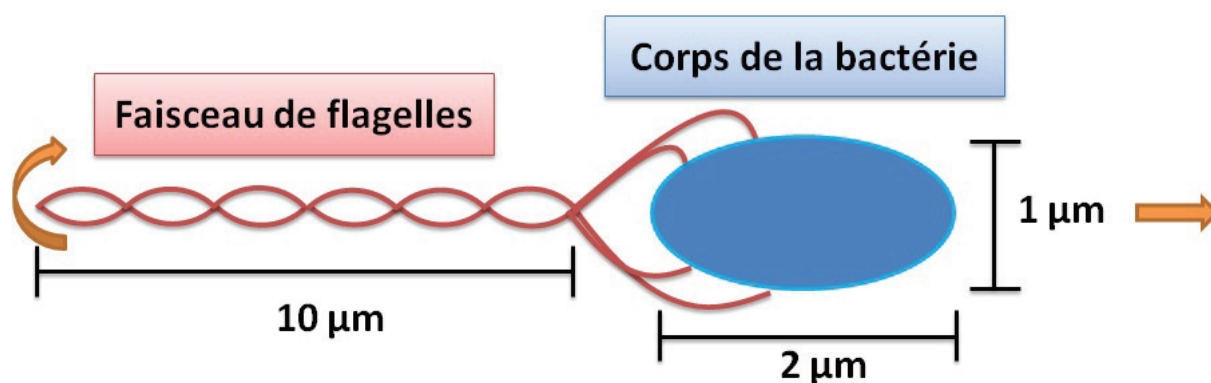 Corps de la bactérie
Faisceau de flagelles
1 µm
10 µm
2 µm